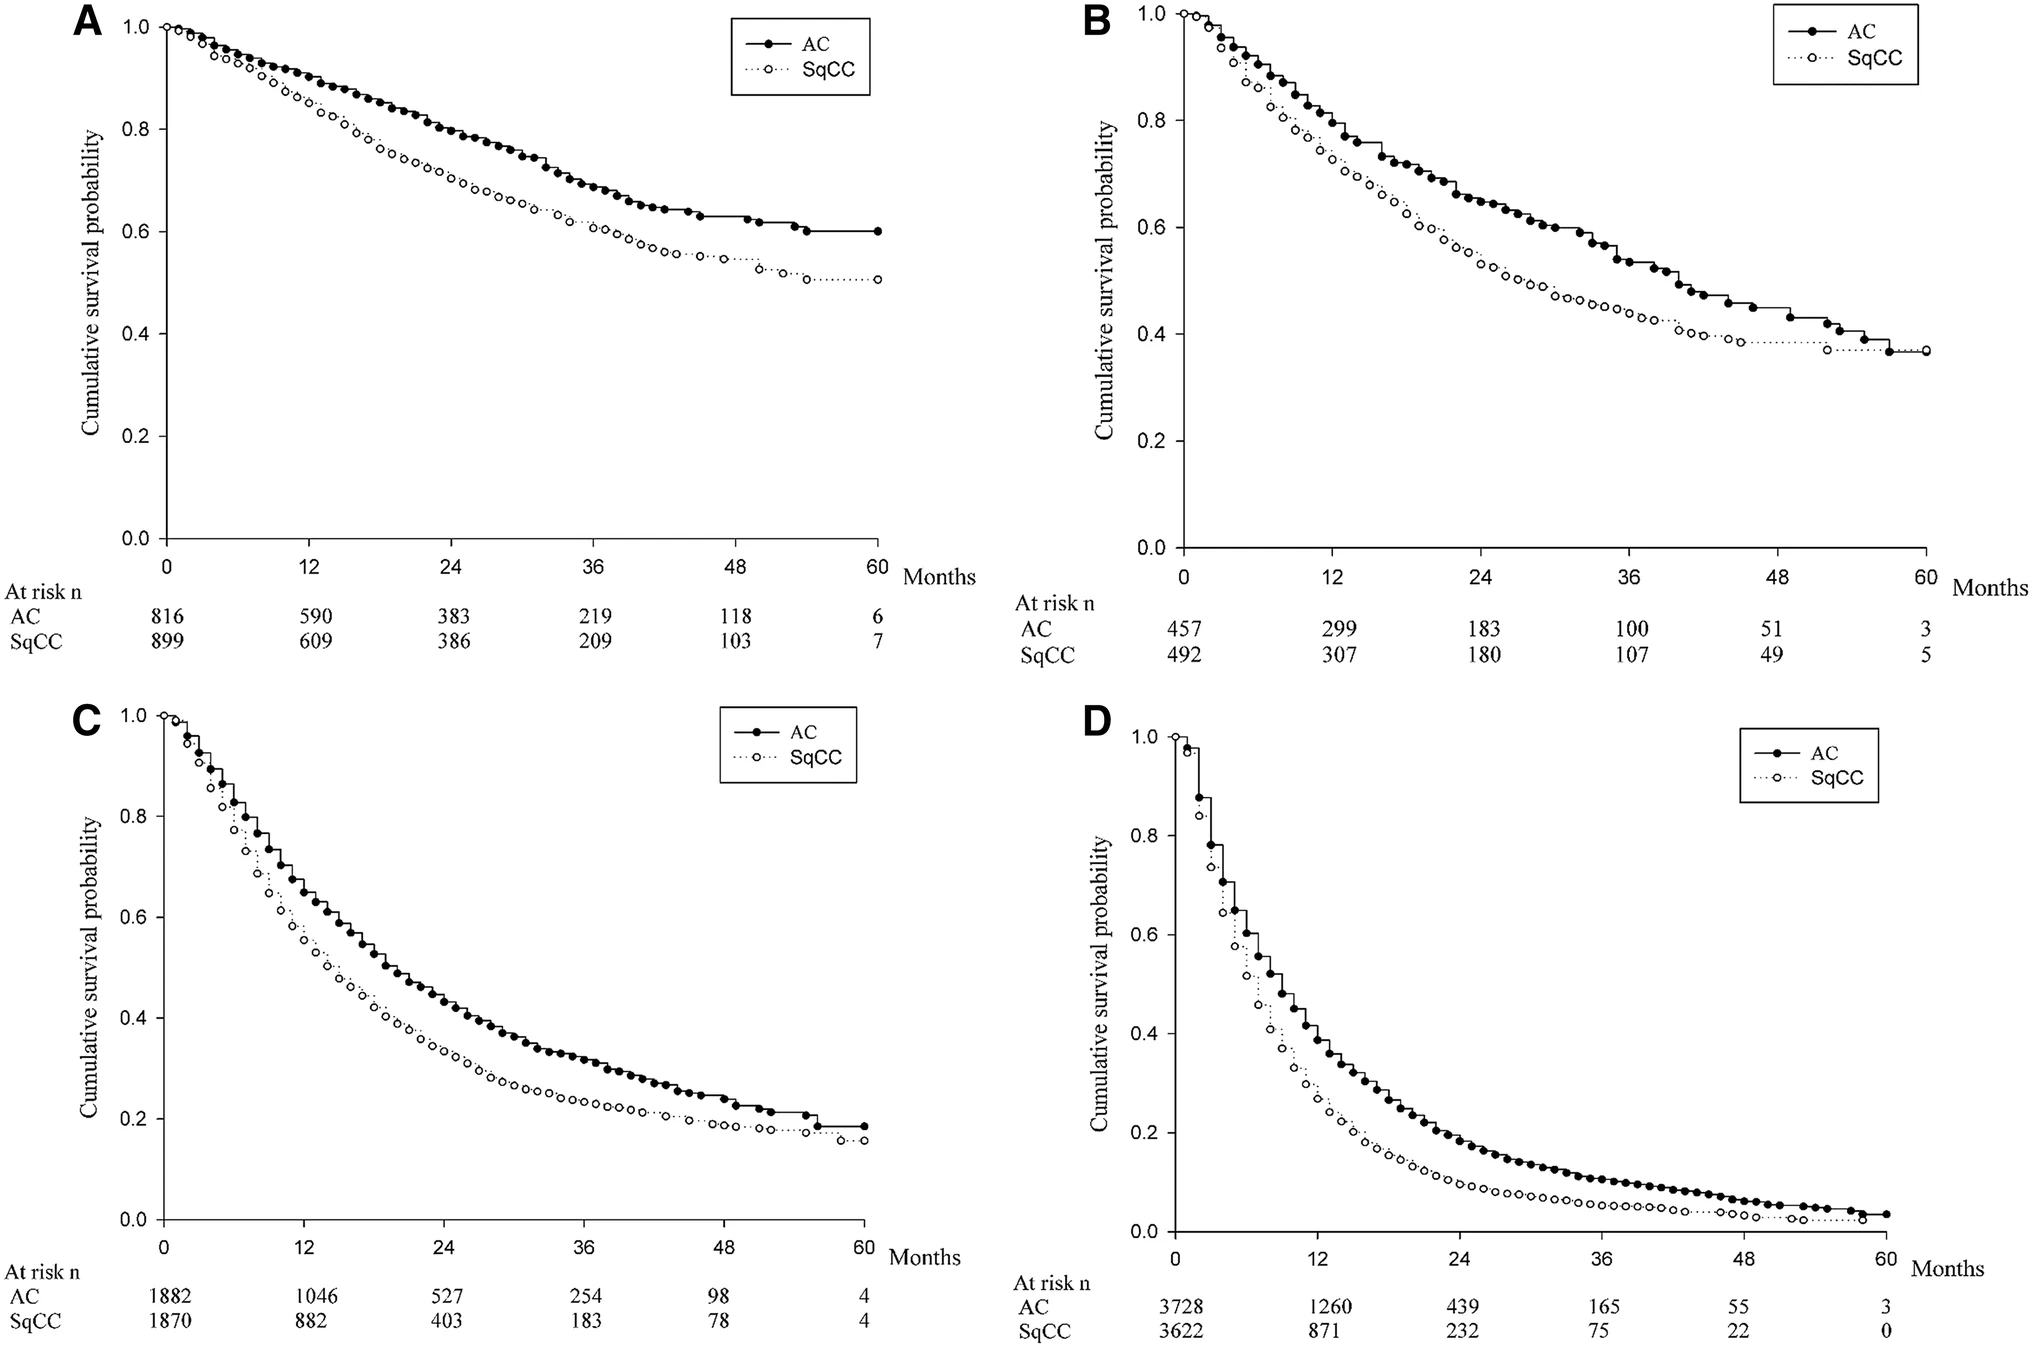 A
Cumulative survival probability
1.0
0.8
0.6
0.4
0.2
0.0
AC
SqCC
0 12 24 36 48 60 Months
At risk n
AC 816 590 383 219 118 6
SqCC 899 609 386 209 103 7
B
Cumulative survival probability
1.0
0.8
0.6
0.4
0.2
0.0
AC
SqCC
0 12 24 36 48 60 Months
At risk n
AC 457 299 183 100 51 3
SqCC 492 307 180 107 49 5
C
Cumulative survival probability
1.0
0.8
0.6
0.4
0.2
0.0
AC
SqCC
0 12 24 36 48 60 Months
At risk n
AC 1882 1046 527 254 98 4
SqCC 1870 882 403 183 78 4
D
Cumulative survival probability
1.0
0.8
0.6
0.4
0.2
0.0
AC
SqCC
0 12 24 36 48 60 Months
At risk n
AC 3728 1260 439 165 55 3
SqCC 3622 871 232 75 22 0